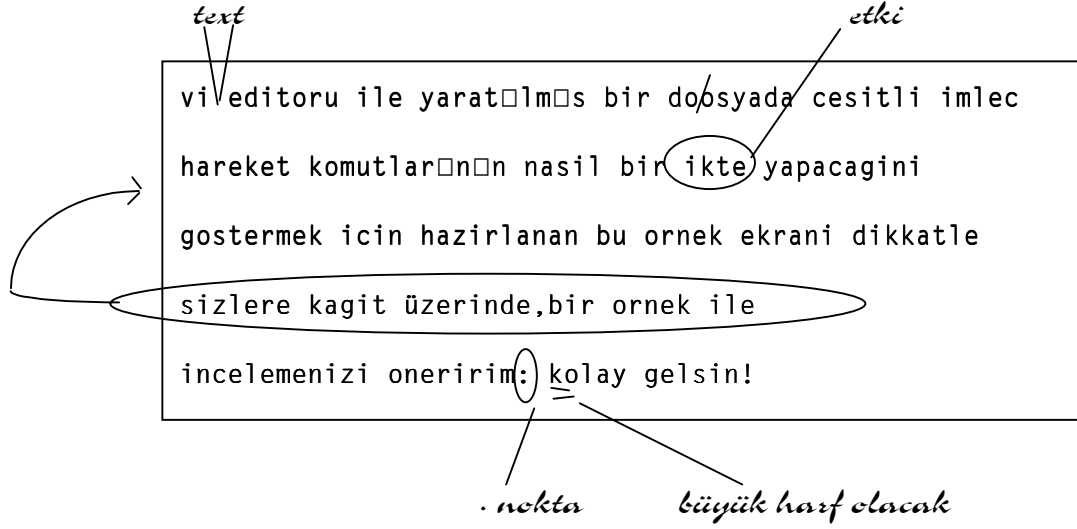 text
etki
vi editoru ile yarat□lm□s bir doosyada cesitli imlec
hareket komutlar□n□n nasil bir ikte yapacagini
gostermek icin hazirlanan bu ornek ekrani dikkatle
sizlere kagit üzerinde,bir ornek ile
incelemenizi oneririm: kolay gelsin!
. nokta
büyük harf olacak